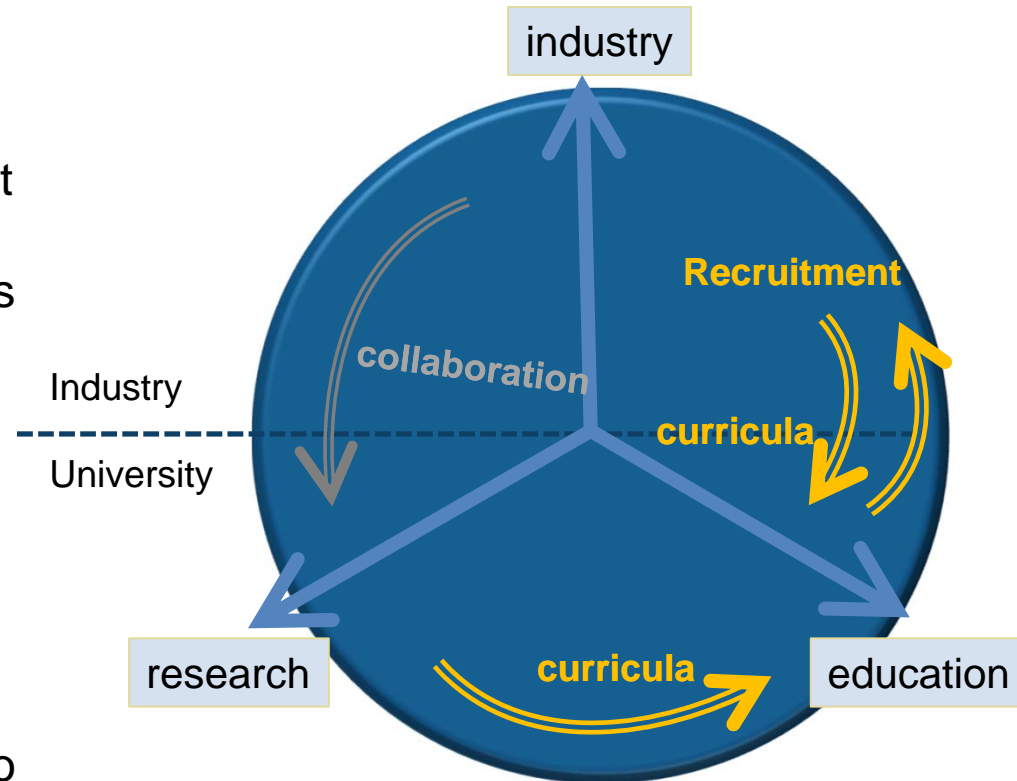 industry
t
Recruitment
s
collaboration
Industry
curricula
University
research
curricula
education
o